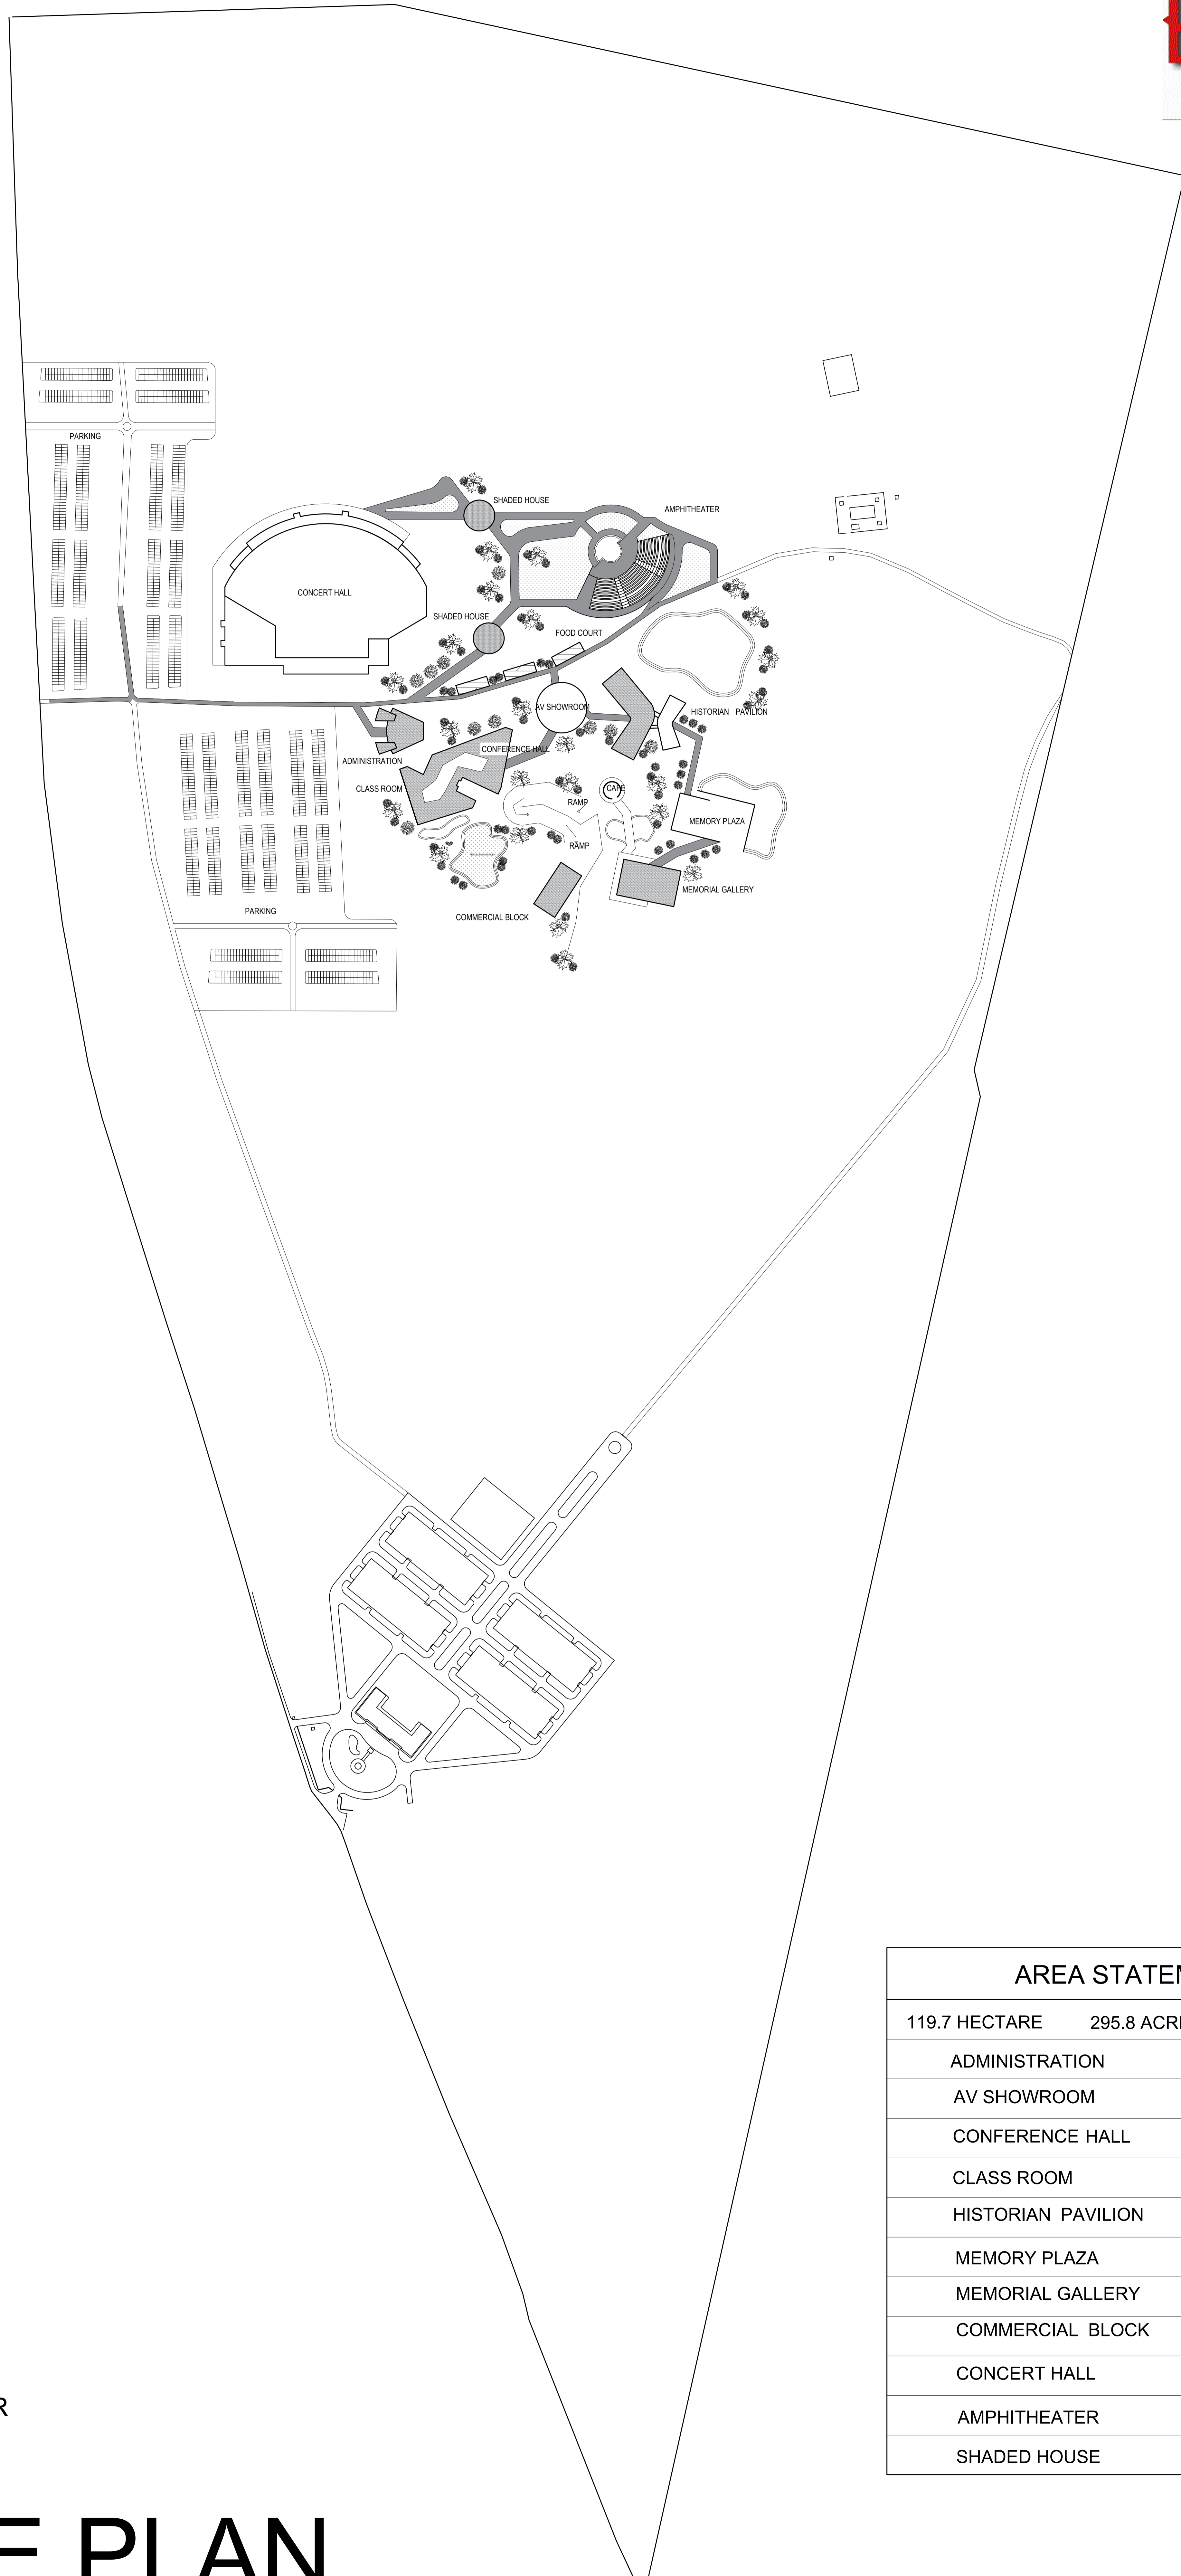 PARKING
SHADED HOUSE
AMPHITHEATER
CONCERT HALL
SHADED HOUSE
FOOD COURT
AV SHOWROOM
HISTORIAN PAVILION
CONFERENCE HALL
ADMINISTRATION
CLASS ROOM
CAFE
RAMP
MEMORY PLAZA
RAMP
MEMORIAL GALLERY
COMMERCIAL BLOCK
PARKING
AREA STATEM
119.7 HECTARE 295.8 ACR
ADMINISTRATION
AV SHOWROOM
CONFERENCE HALL
CLASS ROOM
HISTORIAN PAVILION
MEMORY PLAZA
MEMORIAL GALLERY
COMMERCIAL BLOCK
CONCERT HALL
AMPHITHEATER
SHADED HOUSE
R
E PLAN